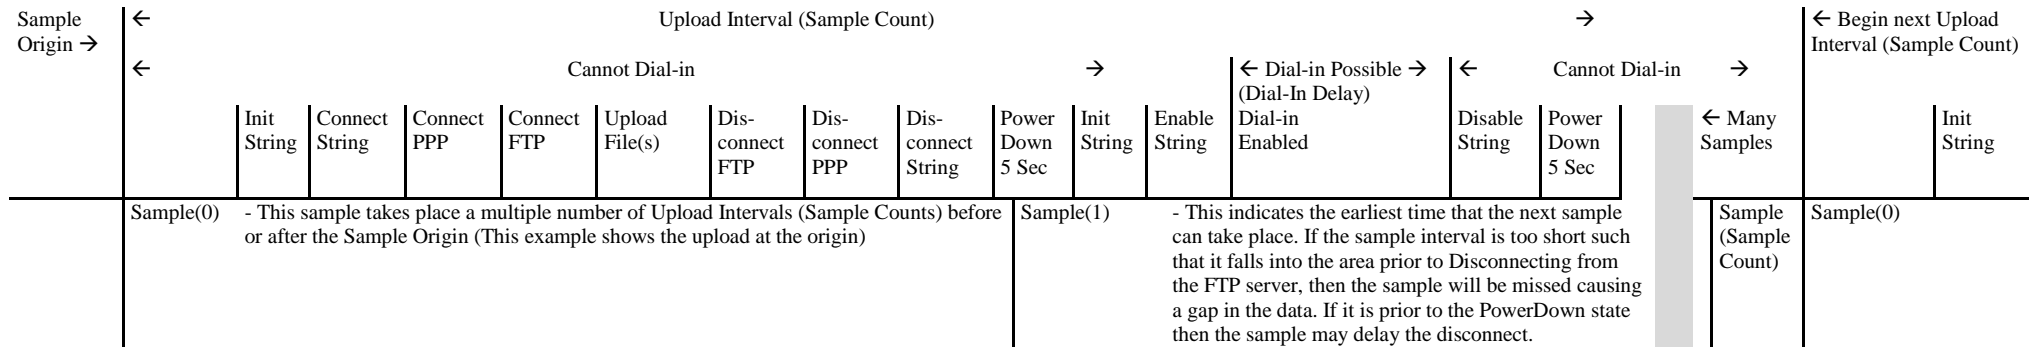 Sample
Origin →
← Upload Interval (Sample Count) →
← Begin next Upload
Interval (Sample Count)
← Cannot Dial-in →
← Dial-in Possible →
(Dial-In Delay)
← Cannot Dial-in →
Init
String
Connect
String
Connect
PPP
Connect
FTP
Upload
File(s)
Dis-
connect
FTP
Dis-
connect
PPP
Dis-
connect
String
Power
Down
5 Sec
Init
String
Enable
String
Dial-in
Enabled
Disable
String
Power
Down
5 Sec
← Many
Samples
Init
String
Sample(0)
- This sample takes place a multiple number of Upload Intervals (Sample Counts) before
or after the Sample Origin (This example shows the upload at the origin)
Sample(1)
- This indicates the earliest time that the next sample
can take place. If the sample interval is too short such
that it falls into the area prior to Disconnecting from
the FTP server, then the sample will be missed causing
a gap in the data. If it is prior to the PowerDown state
then the sample may delay the disconnect.
Sample
(Sample
Count)
Sample(0)